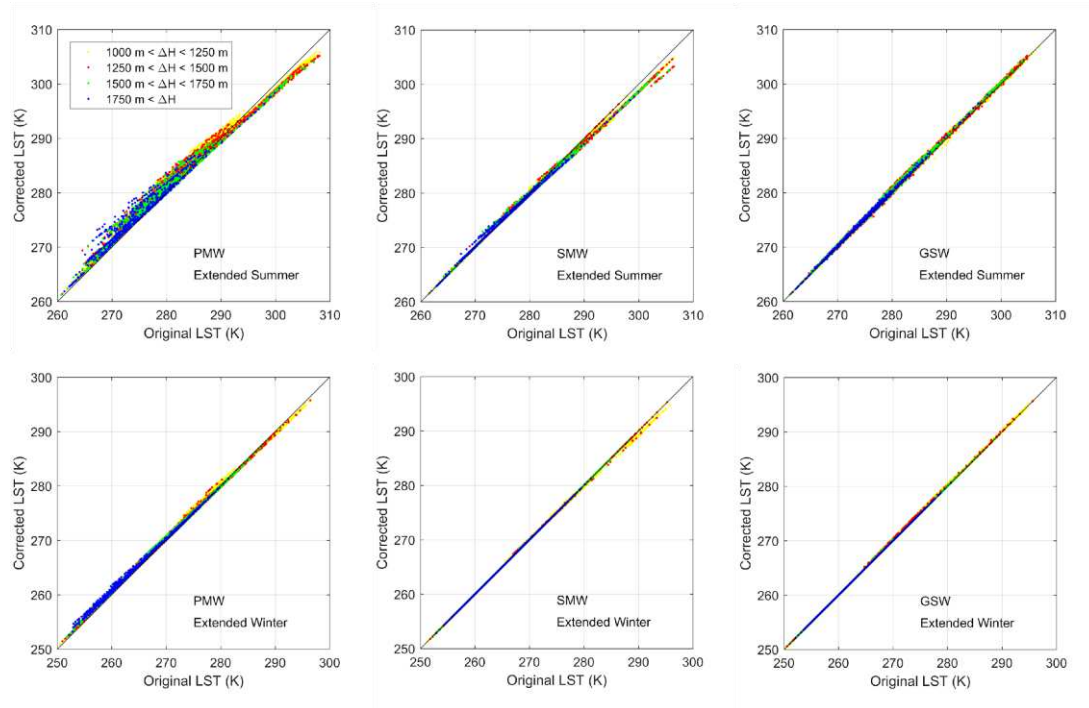 310
300
290
280
270
260
Corrected LST (K)
1000 m < ΔH < 1250 m
1250 m < ΔH < 1500 m
1500 m < ΔH < 1750 m
1750 m < ΔH
PMW
Extended Summer
260 270 280 290 300 310
Original LST (K)
310
300
290
280
270
260
Corrected LST (K)
SMW
Extended Summer
260 270 280 290 300 310
Original LST (K)
310
300
290
280
270
260
Corrected LST (K)
GSW
Extended Summer
260 270 280 290 300 310
Original LST (K)
300
290
280
270
260
250
Corrected LST (K)
PMW
Extended Winter
250 260 270 280 290 300
Original LST (K)
300
290
280
270
260
250
Corrected LST (K)
SMW
Extended Winter
250 260 270 280 290 300
Original LST (K)
300
290
280
270
260
250
Corrected LST (K)
GSW
Extended Winter
250 260 270 280 290 300
Original LST (K)